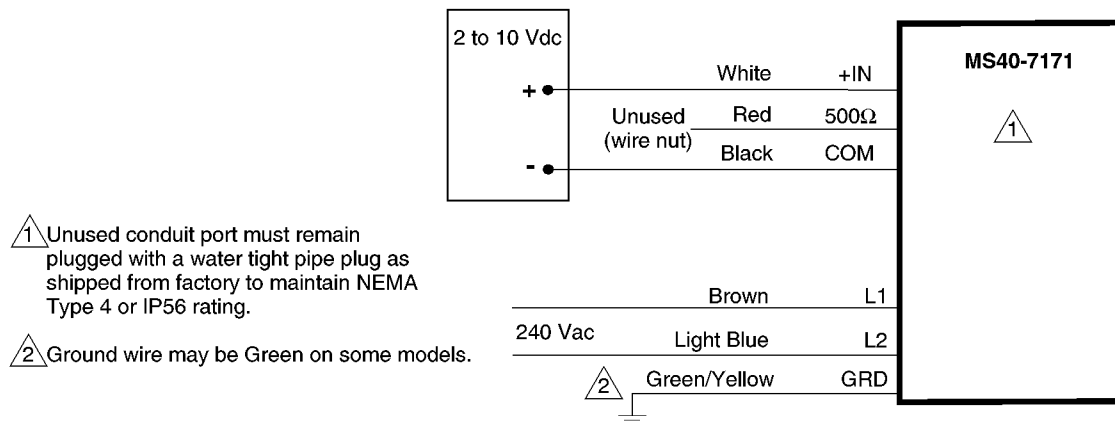 2 to 10 Vdc
+
-
White +IN
Unused
(wire nut)
Red 500Ω
Black COM
MS40-7171
1
1 Unused conduit port must remain
plugged with a water tight pipe plug as
shipped from factory to maintain NEMA
Type 4 or IP56 rating.
2 Ground wire may be Green on some models.
240 Vac
Brown L1
Light Blue L2
2
Green/Yellow GRD